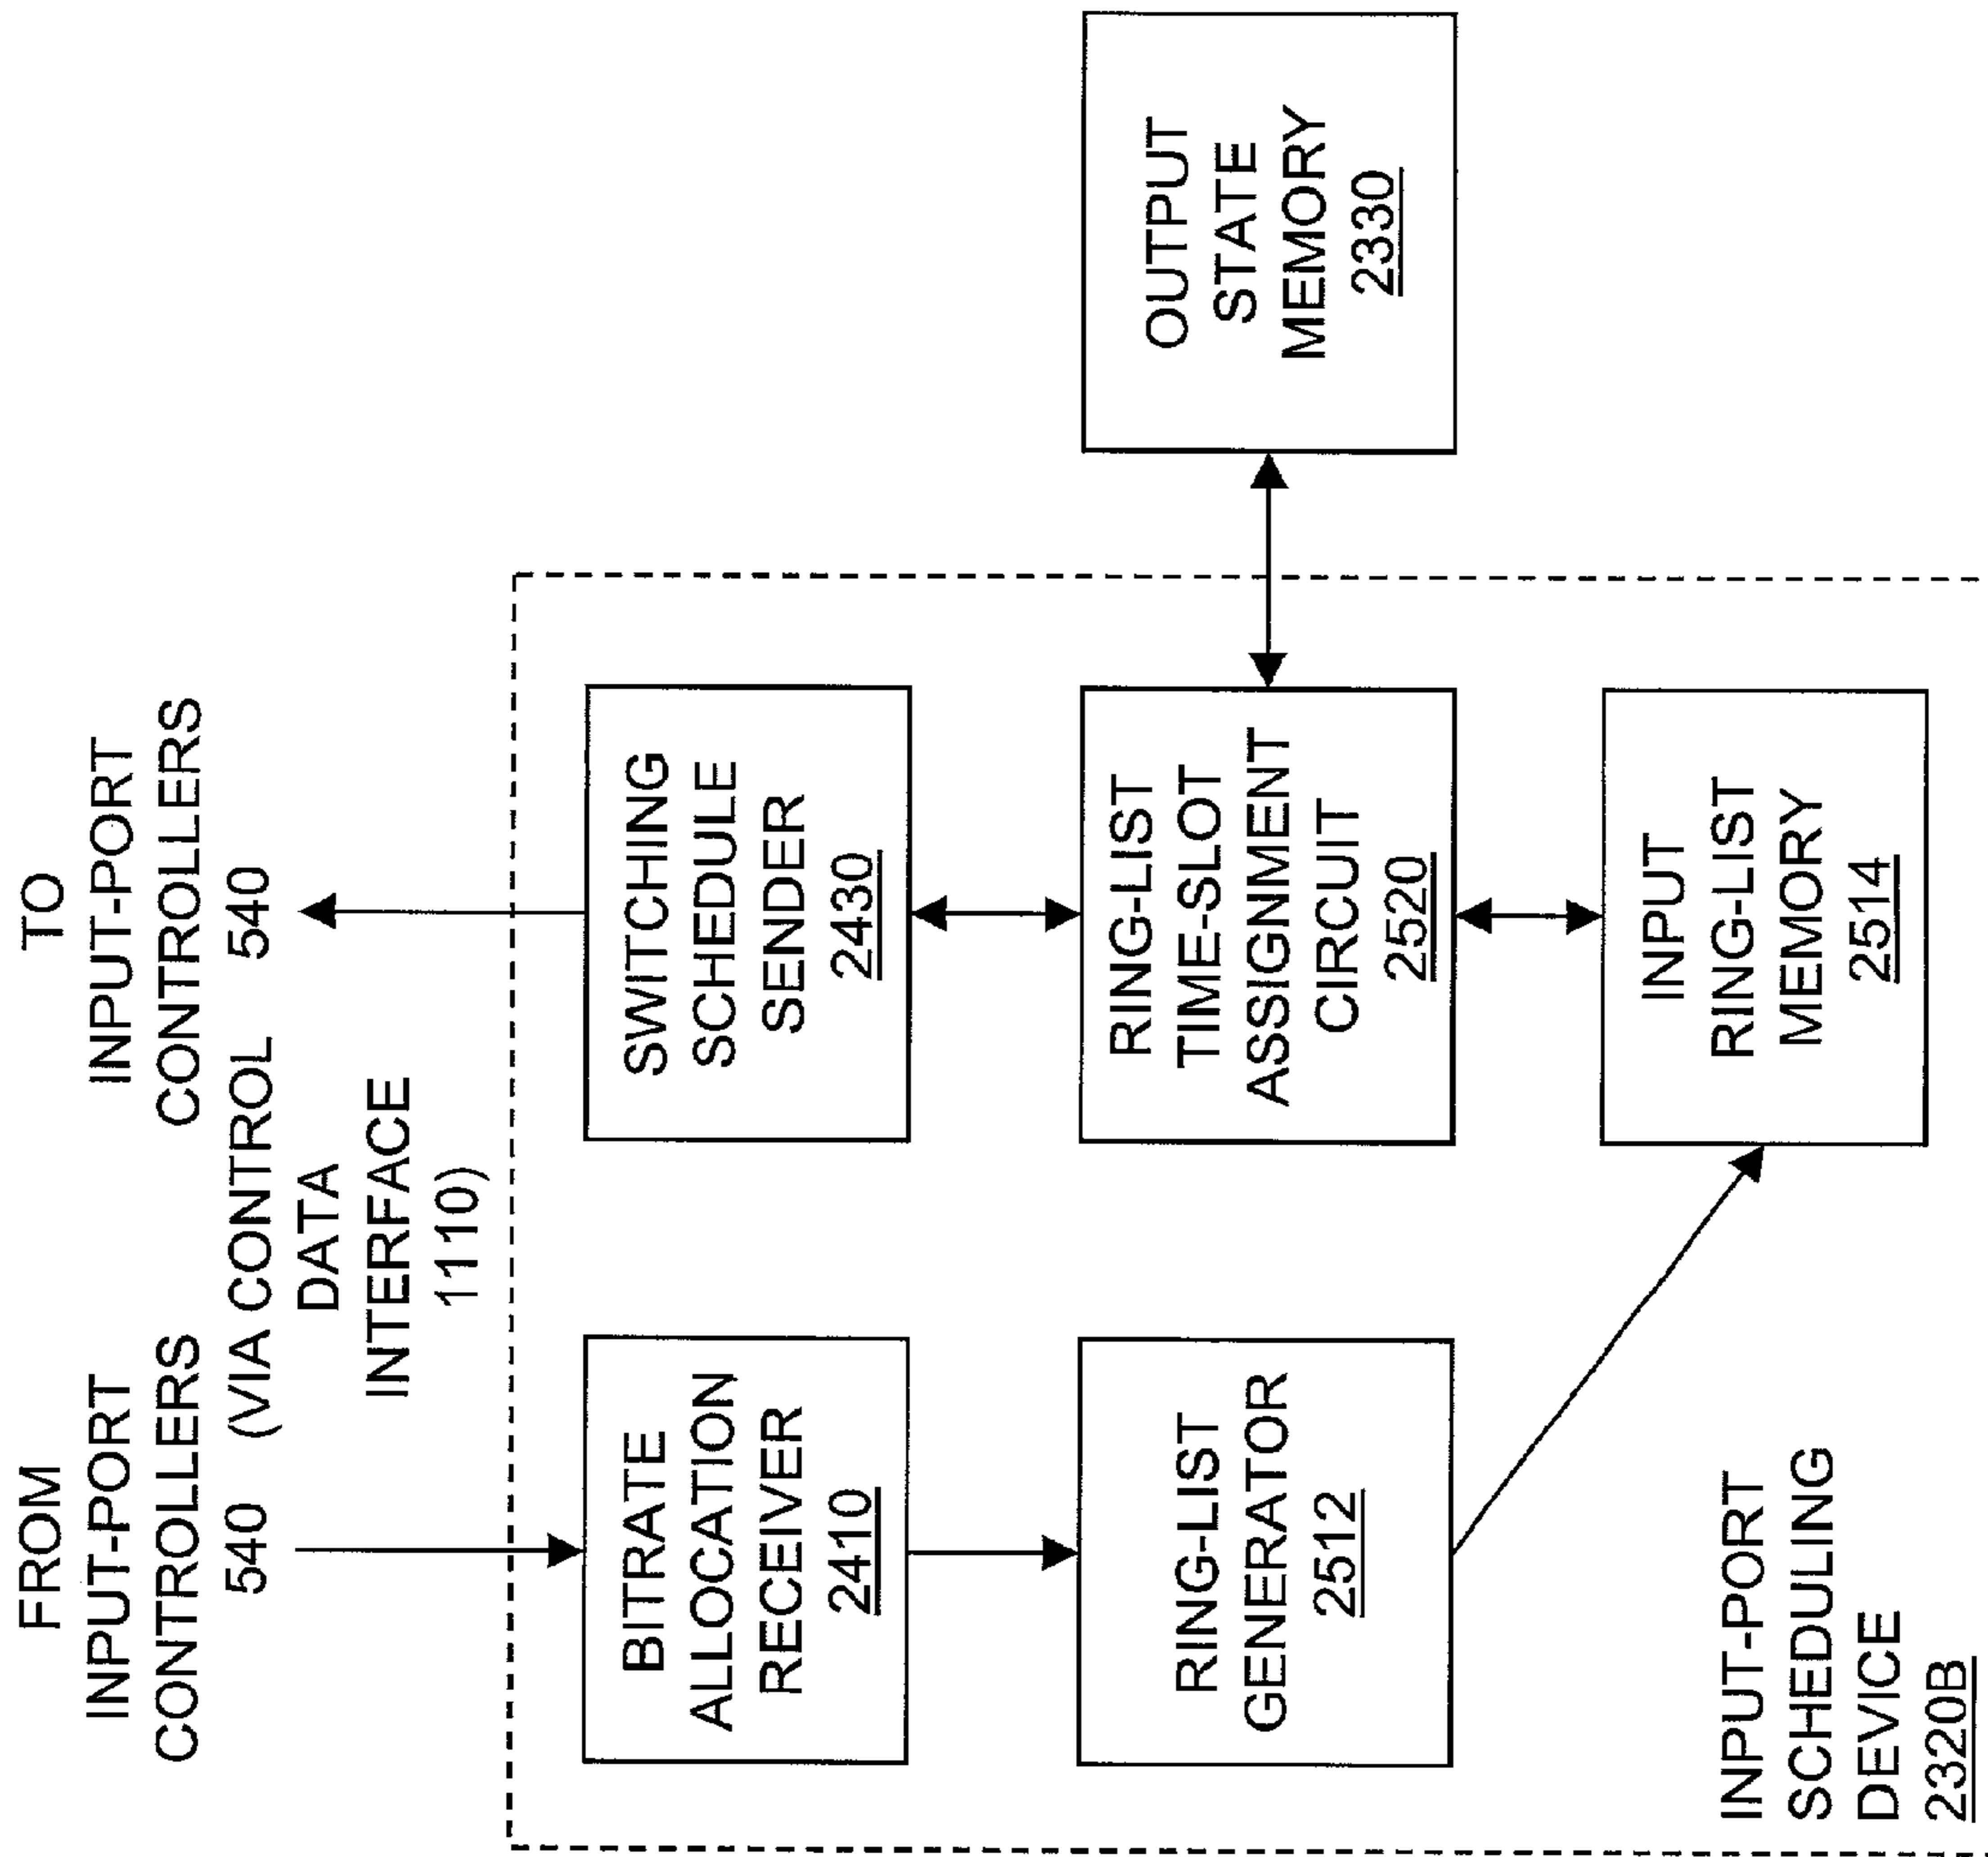 FROM
INPUT-PORT
CONTROLLERS
540 (VIA CONTROL
DATA
INTERFACE
1110)
TO
INPUT-PORT
CONTROLLERS
540
BITRATE
ALLOCATION
RECEIVER
2410
SWITCHING
SCHEDULE
SENDER
2430
RING-LIST
GENERATOR
2512
RING-LIST
TIME-SLOT
ASSIGNMENT
CIRCUIT
2520
OUTPUT
STATE
MEMORY
2330
INPUT
RING-LIST
MEMORY
2514
INPUT-PORT
SCHEDULING
DEVICE
2320B